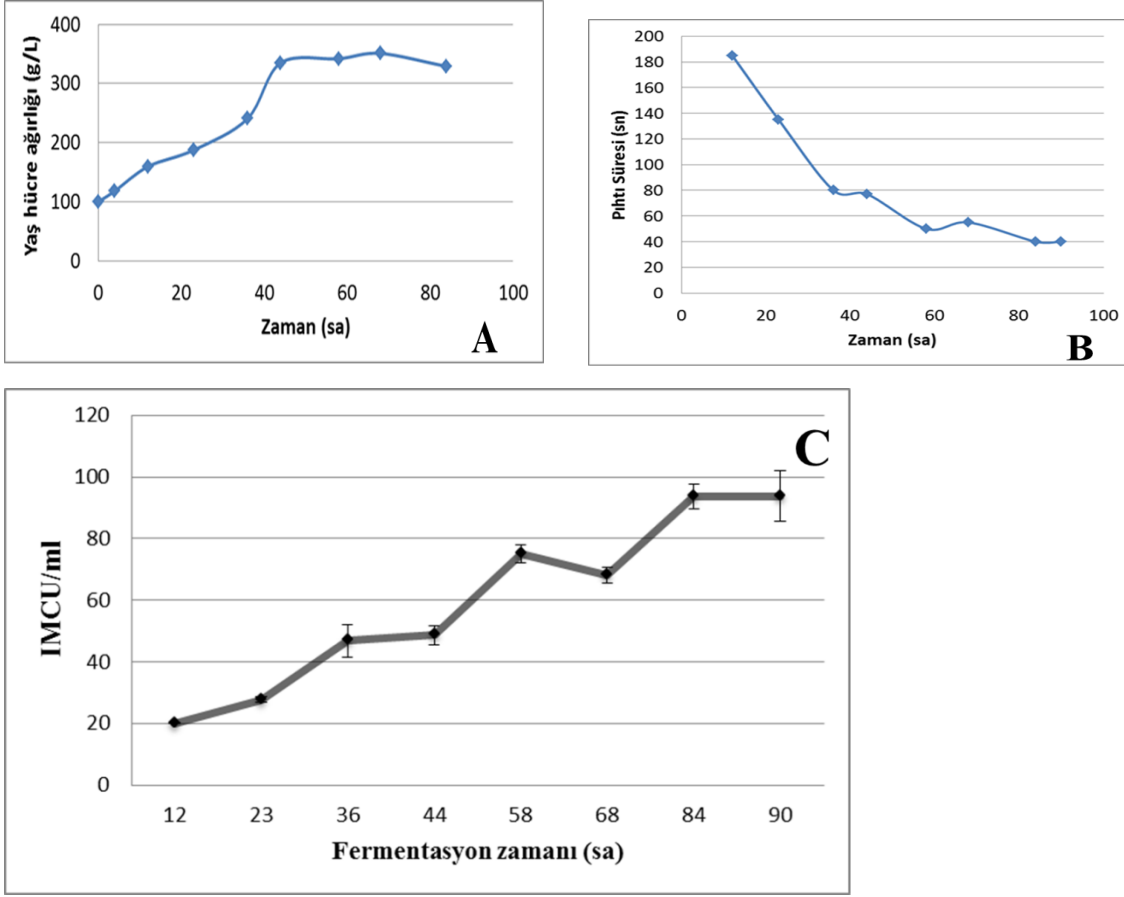 Yaş hücre ağırlığı (g/L)
400
300
200
100
0
0 20 40 60 80 100
Zaman (sa)
A
Pıhtı Süresi (sn)
200
180
160
140
120
100
80
60
40
20
0
0 20 40 60 80 100
Zaman (sa)
B
C
IMCU/ml
120
100
80
60
40
20
0
12 23 36 44 58 68 84 90
Fermentasyon zamanı (sa)